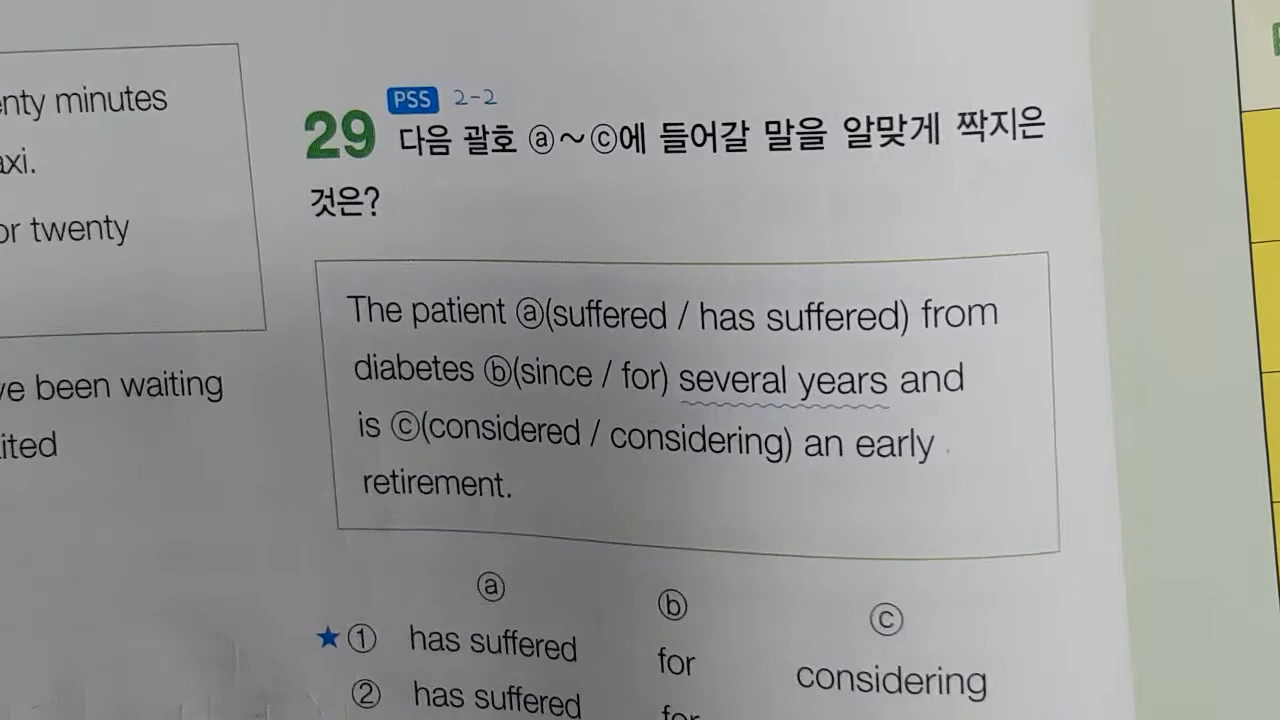 enty minutes
axi.
or twenty
ve been waiting
ited
PSS 2-2
29 다음 괄호 ⓐ~ⓒ에 들어갈 말을 알맞게 짝지은
것은?
The patient ⓐ(suffered / has suffered) from
diabetes ⓑ(since / for) several years and
is ⓒ(considered / considering) an early
retirement.
ⓐ ⓑ ⓒ
★① has suffered for considering
② has suffered for